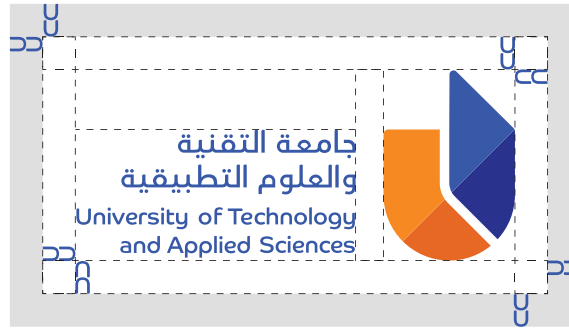 جامعة التقنية
والعلوم التطبيقية
University of Technology
and Applied Sciences